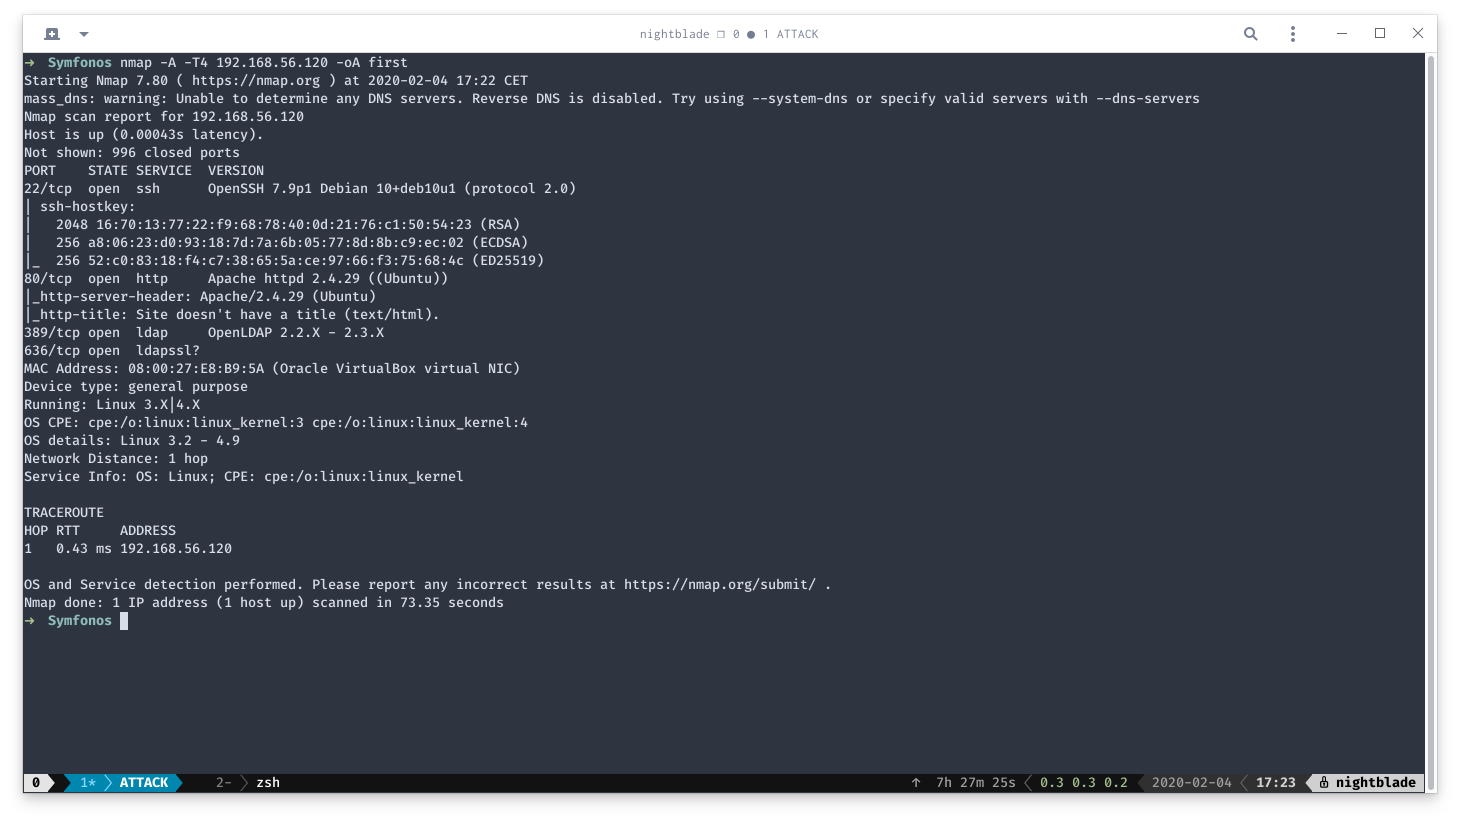 nightblade ❐ 0 ● 1 ATTACK
→ Symfonos nmap -A -T4 192.168.56.120 -oA first
Starting Nmap 7.80 ( https://nmap.org ) at 2020-02-04 17:22 CET
mass_dns: warning: Unable to determine any DNS servers. Reverse DNS is disabled. Try using --system-dns or specify valid servers with --dns-servers
Nmap scan report for 192.168.56.120
Host is up (0.00043s latency).
Not shown: 996 closed ports
PORT    STATE SERVICE  VERSION
22/tcp  open  ssh      OpenSSH 7.9p1 Debian 10+deb10u1 (protocol 2.0)
| ssh-hostkey:
|   2048 16:70:13:77:22:f9:68:78:40:0d:21:76:c1:50:54:23 (RSA)
|   256 a8:06:23:d0:93:18:7d:7a:6b:05:77:8d:8b:c9:ec:02 (ECDSA)
|_  256 52:c0:83:18:f4:c7:38:65:5a:ce:97:66:f3:75:68:4c (ED25519)
80/tcp  open  http     Apache httpd 2.4.29 ((Ubuntu))
|_http-server-header: Apache/2.4.29 (Ubuntu)
|_http-title: Site doesn't have a title (text/html).
389/tcp open  ldap     OpenLDAP 2.2.X - 2.3.X
636/tcp open  ldapssl?
MAC Address: 08:00:27:E8:B9:5A (Oracle VirtualBox virtual NIC)
Device type: general purpose
Running: Linux 3.X|4.X
OS CPE: cpe:/o:linux:linux_kernel:3 cpe:/o:linux:linux_kernel:4
OS details: Linux 3.2 - 4.9
Network Distance: 1 hop
Service Info: OS: Linux; CPE: cpe:/o:linux:linux_kernel
TRACEROUTE
HOP RTT     ADDRESS
1   0.43 ms 192.168.56.120
OS and Service detection performed. Please report any incorrect results at https://nmap.org/submit/ .
Nmap done: 1 IP address (1 host up) scanned in 73.35 seconds
→ Symfonos
0 1* ATTACK 2- zsh ↑ 7h 27m 25s 0.3 0.3 0.2 2020-02-04 17:23 nightblade